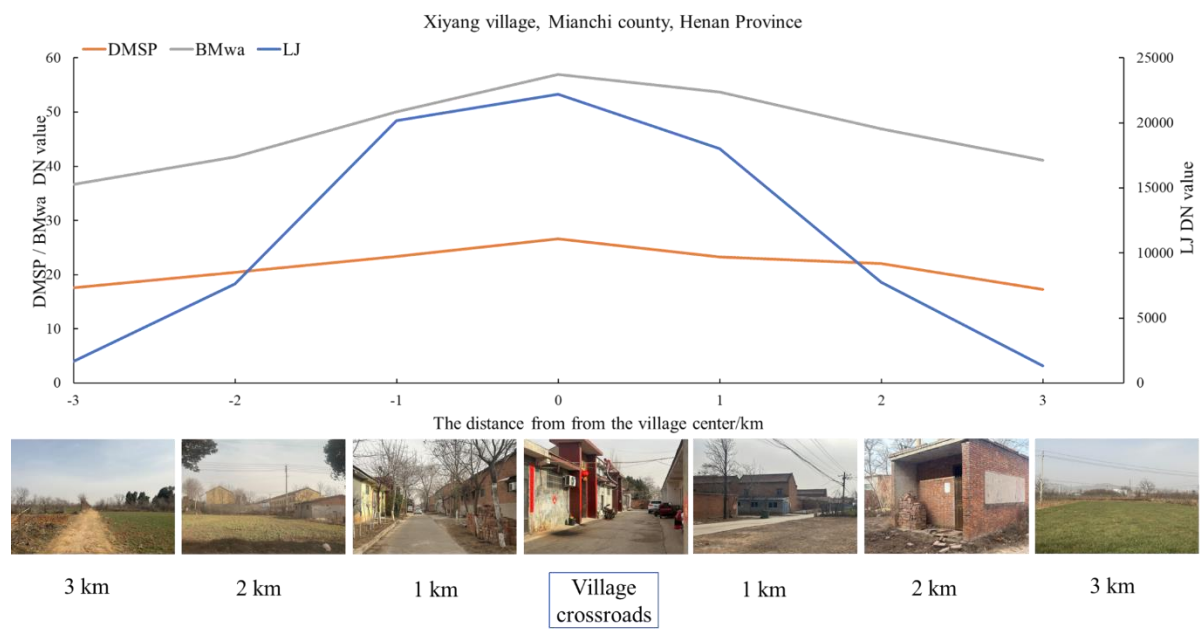 Xiyang village, Mianchi county, Henan Province
DMSP BMwa LJ
DMSP / BMwa DN value
60
50
40
30
20
10
0
25000
20000
15000
10000
5000
0
LJ DN value
-3 -2 -1 0 1 2 3
The distance from from the village center/km
3 km 2 km 1 km Village crossroads 1 km 2 km 3 km